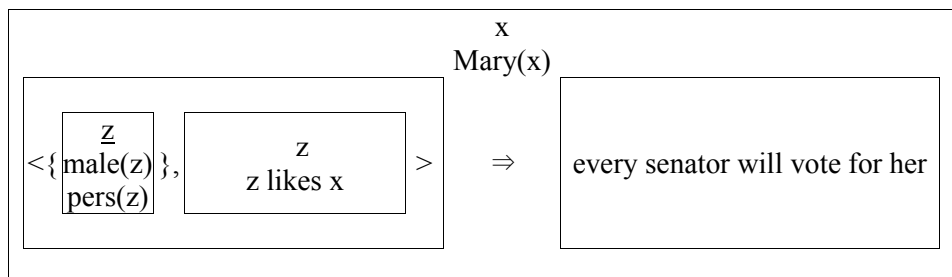 x
Mary(x)
z
<{ male(z) }, z > ⇒ every senator will vote for her
pers(z) z likes x